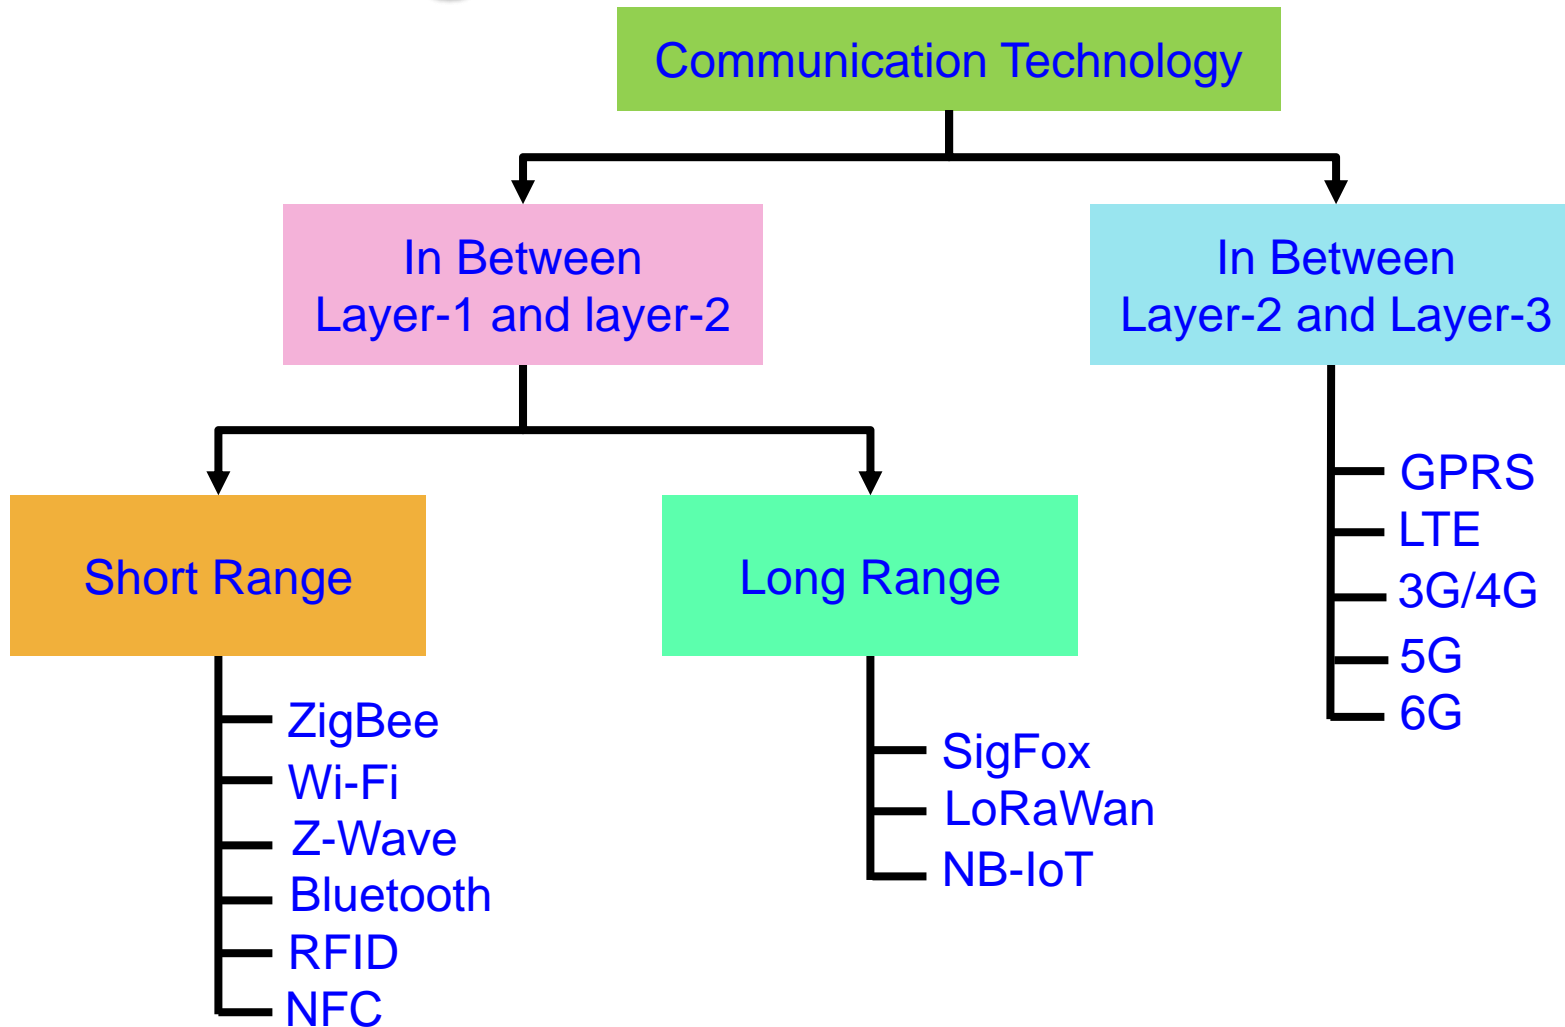 Communication Technology
In Between
Layer-1 and layer-2
In Between
Layer-2 and Layer-3
Short Range
Long Range
ZigBee
Wi-Fi
Z-Wave
Bluetooth
RFID
NFC
SigFox
LoRaWan
NB-IoT
GPRS
LTE
3G/4G
5G
6G